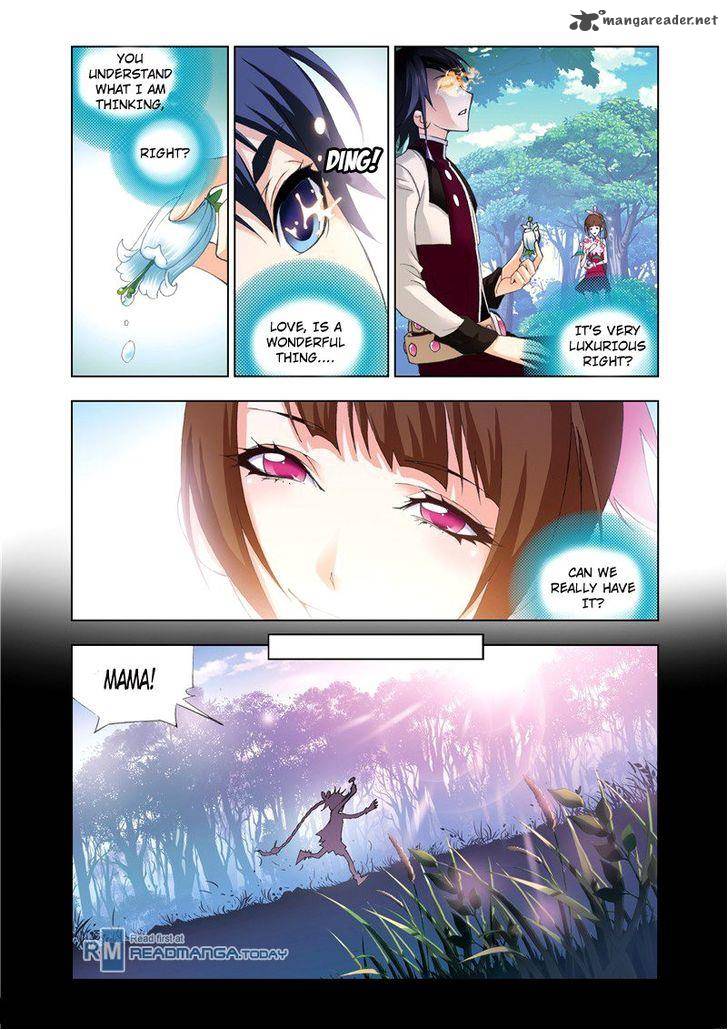 mangareader.net
YOU
UNDERSTAND
WHAT I AM
THINKING,
RIGHT?
DING!
LOVE, IS A
WONDERFUL
THING....
IT'S VERY
LUXURIOUS
RIGHT?
CAN WE
REALLY HAVE
IT?
MAMA!
RM
Read first at
READMANGA.TODAY